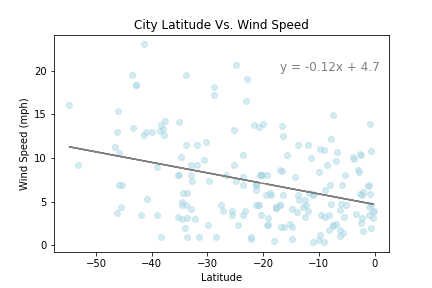 City Latitude Vs. Wind Speed
y = -0.12x + 4.7
Wind Speed (mph)
20
15
10
5
0
−50 −40 −30 −20 −10 0
Latitude